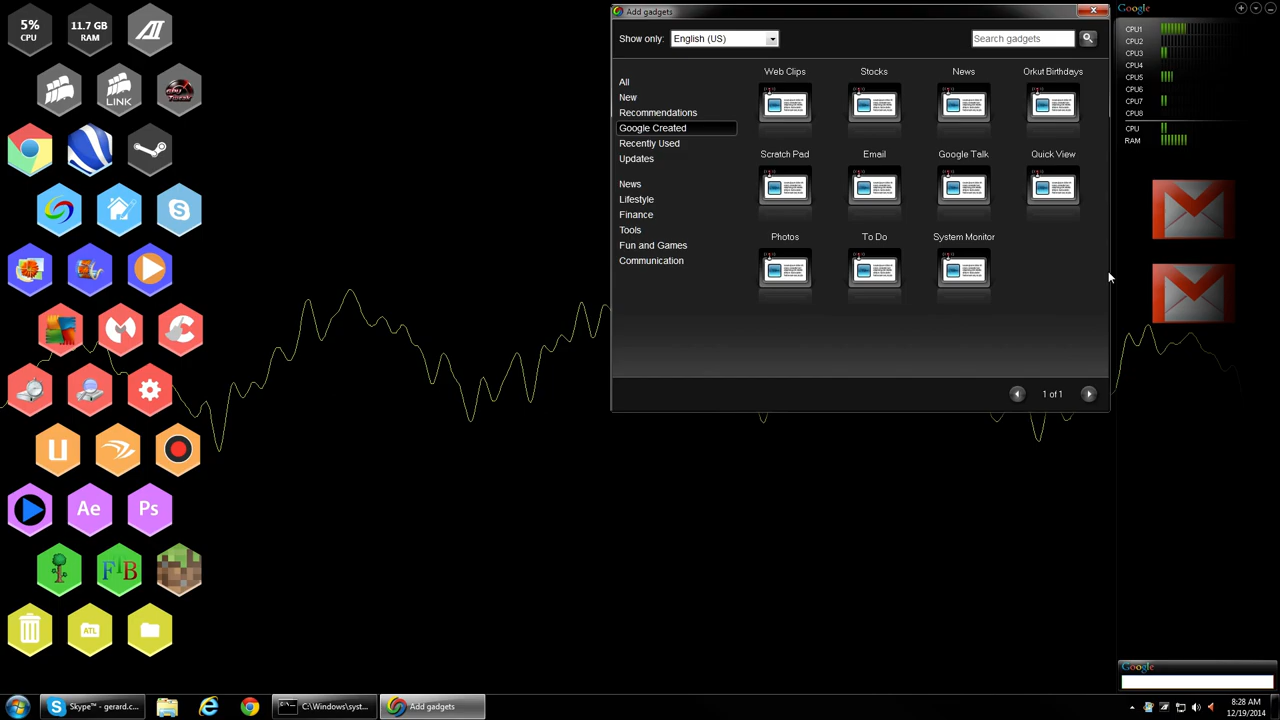 5%
CPU
11.7 GB
RAM
LINK
U
Ae
Ps
FTB
ATL
Add gadgets
Show only:
English (US)
Search gadgets
All
New
Recommendations
Google Created
Recently Used
Updates
News
Lifestyle
Finance
Tools
Fun and Games
Communication
Web Clips
Stocks
News
Orkut Birthdays
Scratch Pad
Email
Google Talk
Quick View
Photos
To Do
System Monitor
1 of 1
Google
CPU1
CPU2
CPU3
CPU4
CPU5
CPU6
CPU7
CPU8
CPU
RAM
Google
Skype™ - gerard.c...
C:\Windows\syst...
Add gadgets
8:28 AM
12/19/2014